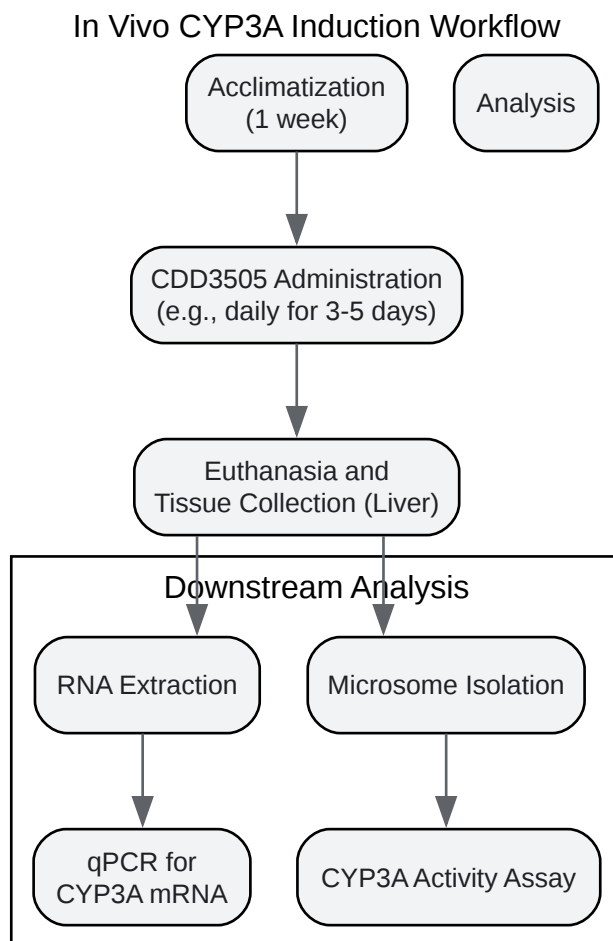 In Vivo CYP3A Induction Workflow
Acclimatization
(1 week)
Analysis
CDD3505 Administration
(e.g., daily for 3-5 days)
Euthanasia and
Tissue Collection (Liver)
Downstream Analysis
RNA Extraction
Microsome Isolation
qPCR for
CYP3A mRNA
CYP3A Activity Assay